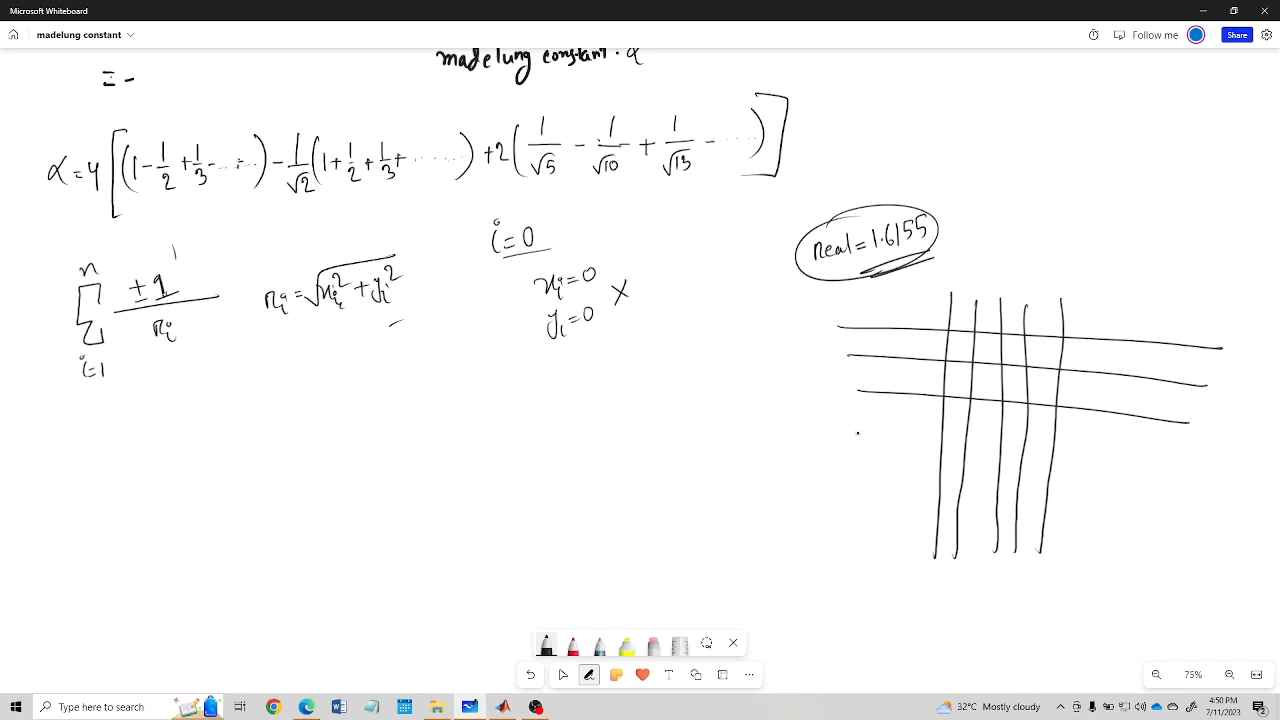 Microsoft Whiteboard
madelung constant
Follow me
Share
madelung constant. α
= -
α = 4 [ (1 - 1/2 + 1/3 - ....) - 1/√2 (1 + 1/2 + 1/3 + ......) + 2 ( 1/√5 - 1/√10 + 1/√13 - ....) ]
i = 0
Real = 1.6155
n
∑ ± q / ri
i=1
ri = √xi² + yi²
xi = 0
yi = 0
X
75%
Type here to search
32°C Mostly cloudy
4:50 PM
7/11/2023